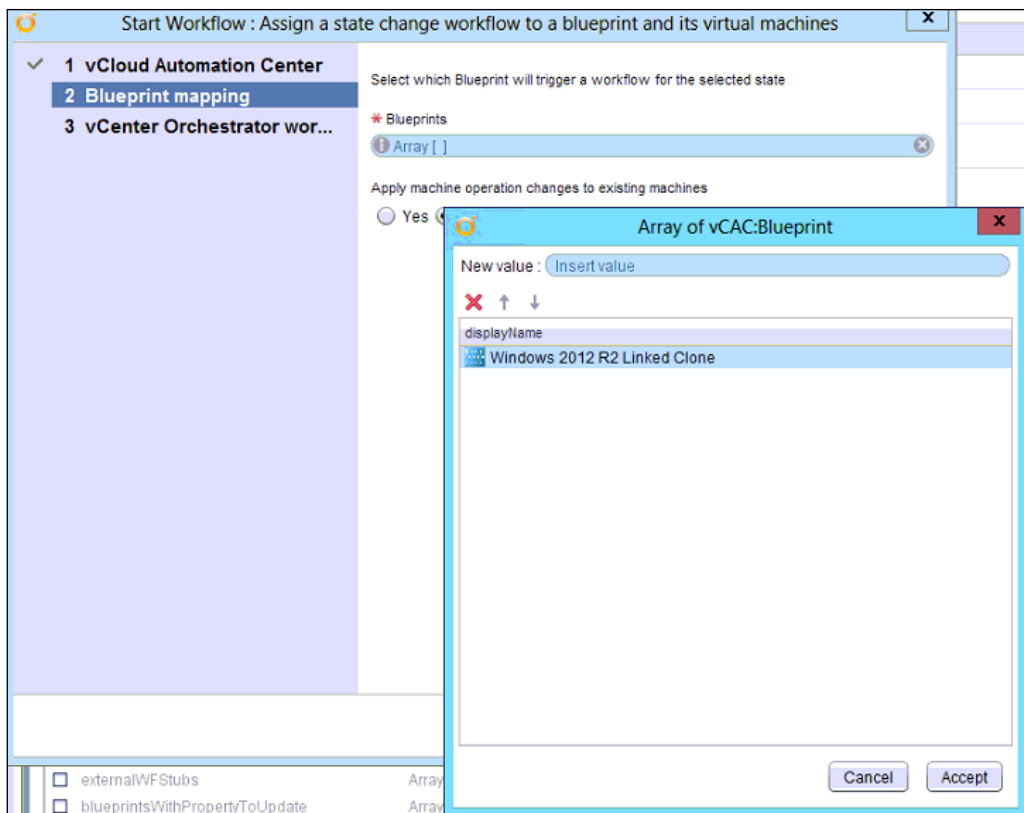 Start Workflow : Assign a state change workflow to a blueprint and its virtual machines
x
1 vCloud Automation Center
2 Blueprint mapping
3 vCenter Orchestrator wor...
Select which Blueprint will trigger a workflow for the selected state
* Blueprints
Array [ ]
Apply machine operation changes to existing machines
Yes
Array of vCAC:Blueprint
x
New value : Insert value
displayName
Windows 2012 R2 Linked Clone
Cancel Accept
externalWFStubs Array
blueprintsWithPropertyToUpdate Array